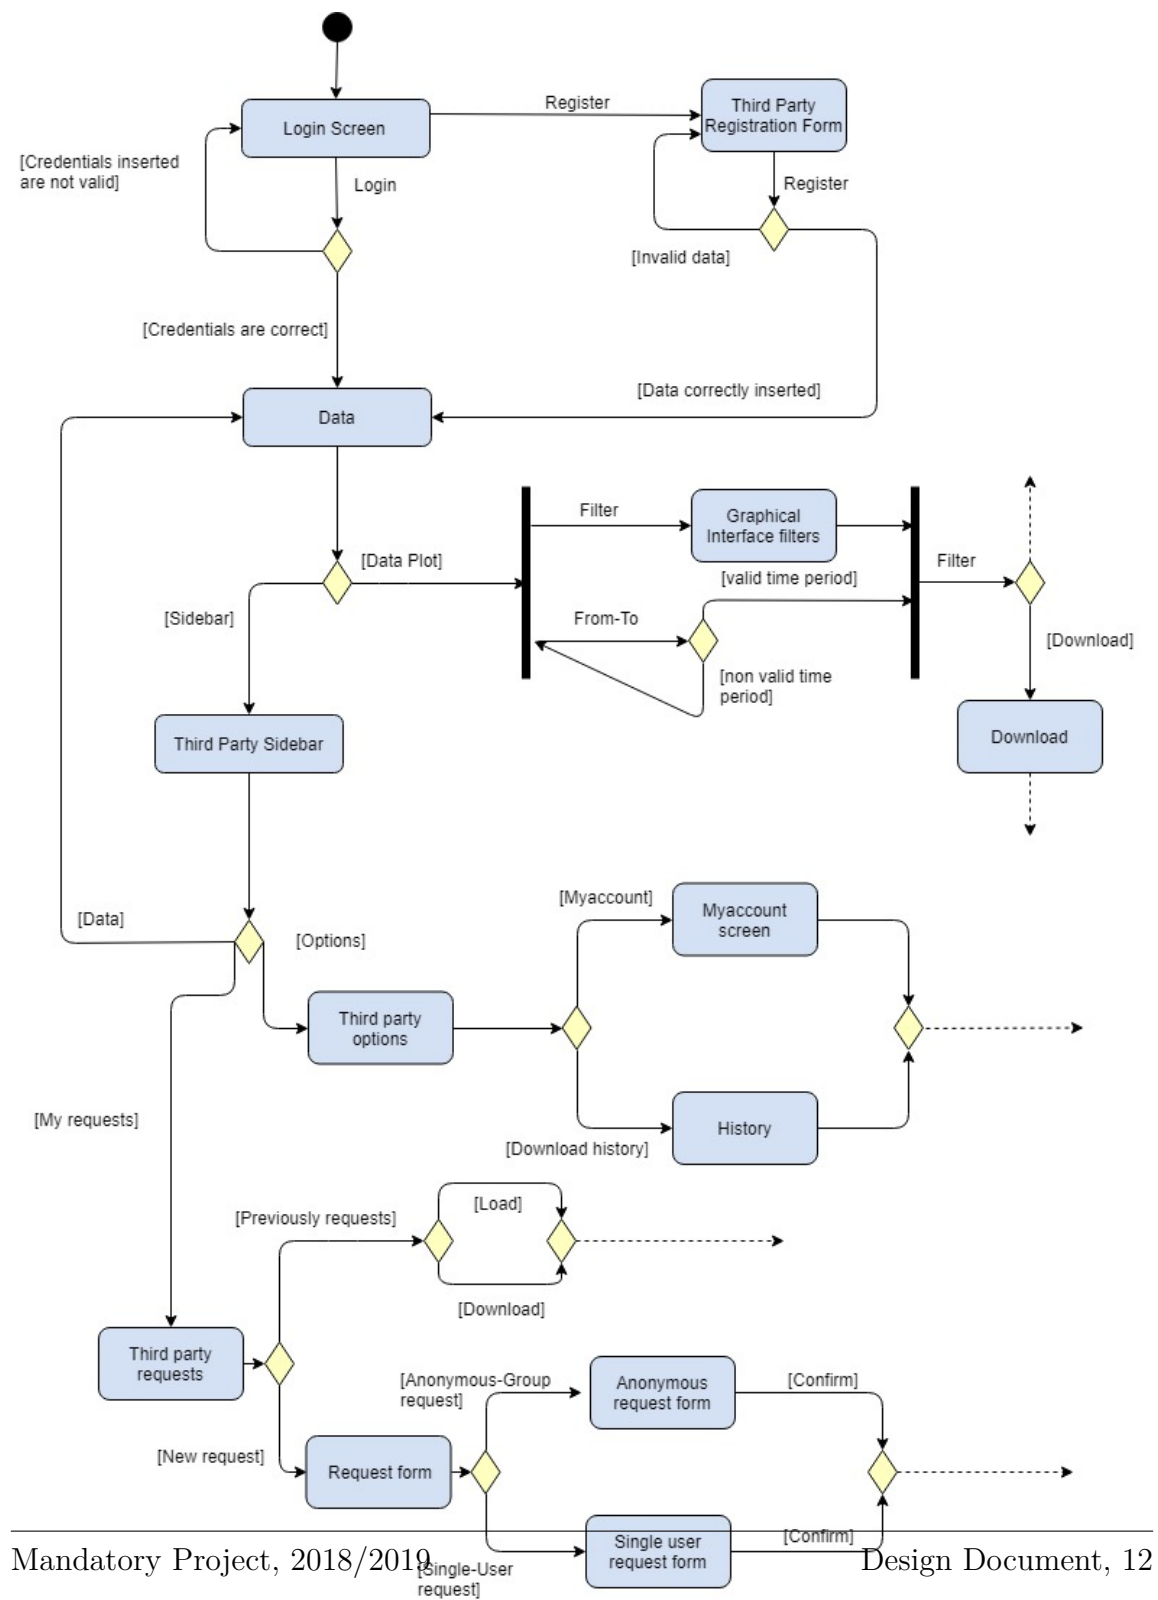 Register
Third Party
Registration Form
Login Screen
[Credentials inserted
are not valid]
Login
Register
[Invalid data]
[Credentials are correct]
[Data correctly inserted]
Data
Filter
Graphical
Interface filters
[Data Plot]
[valid time period]
Filter
[Sidebar]
From-To
[Download]
[non valid time
period]
Third Party Sidebar
Download
[Myaccount]
Myaccount
screen
[Data]
[Options]
Third party
options
[My requests]
History
[Download history]
[Load]
[Previously requests]
[Download]
Third party
requests
[Anonymous-Group
request]
Anonymous
request form
[Confirm]
[New request]
Request form
Single user
request form
[Confirm]
[Single-User
request]
Mandatory Project, 2018/2019
Design Document, 12